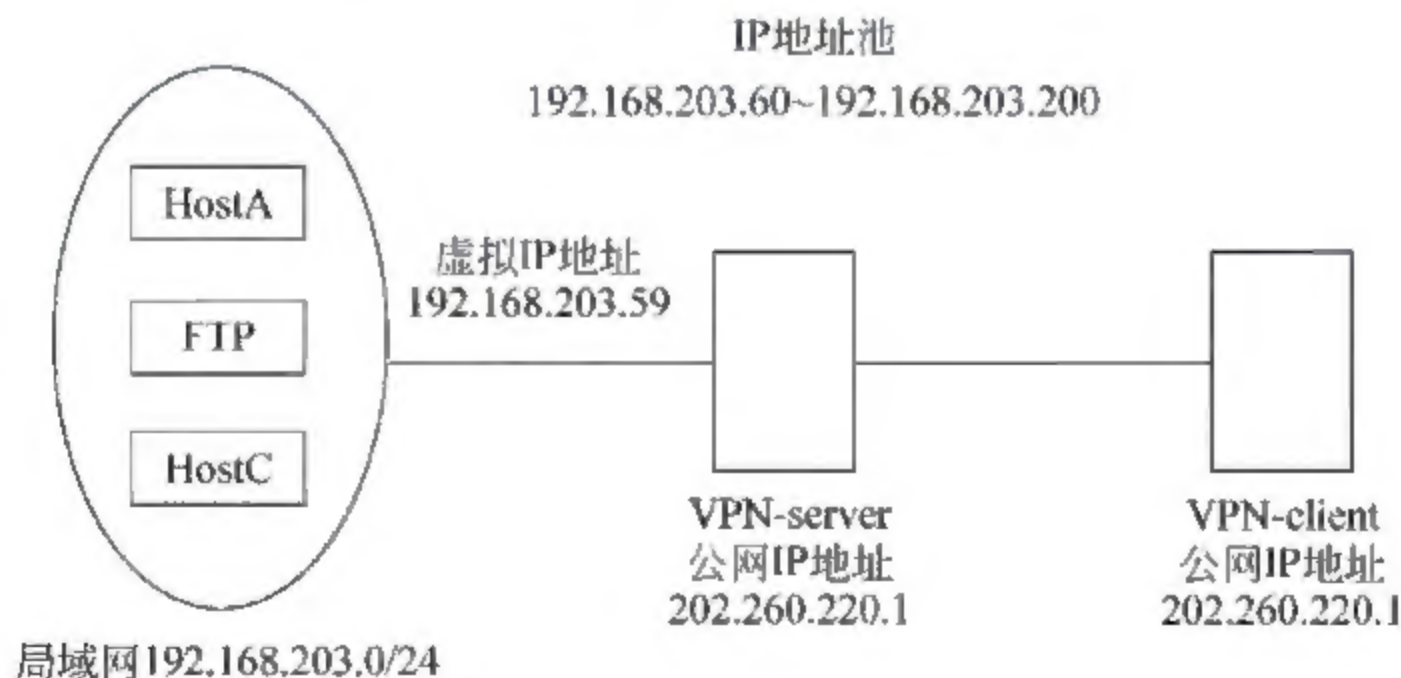 IP地址池
192.168.203.60~192.168.203.200
HostA
FTP
HostC
虚拟IP地址
192.168.203.59
VPN-server
公网IP地址
202.260.220.1
VPN-client
公网IP地址
202.260.220.1
局域网192.168.203.0/24